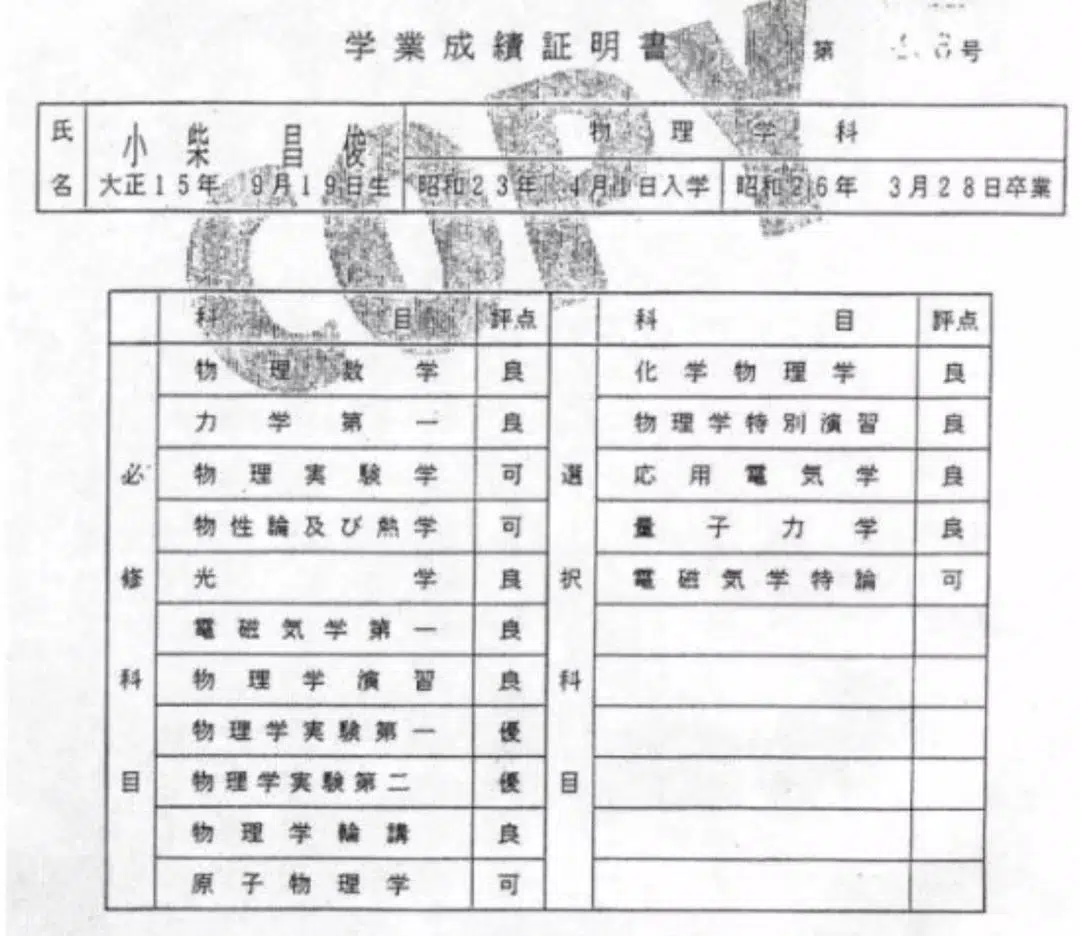 学業成績証明書
第 号
氏名 小柴昌俊 物理学科
大正15年 9月19日生 昭和23年 4月1日入学 昭和26年 3月28日卒業
COPY
科目 評点 科目 評点
必修科目
物理数学 良
力学第一 良
物理実験学 可
物性論及び熱学 可
光学 良
電磁気学第一 良
物理学演習 良
物理学実験第一 優
物理学実験第二 優
物理学輪講 良
原子物理学 可
選択科目
化学物理学 良
物理学特別演習 良
応用電気学 良
量子力学 良
電磁気学特論 可